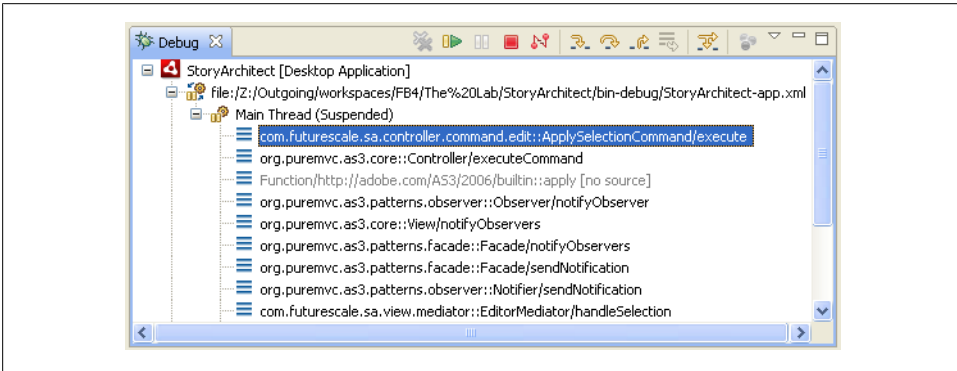 Debug
StoryArchitect [Desktop Application]
file:/Z:/Outgoing/workspaces/FB4/The%20Lab/StoryArchitect/bin-debug/StoryArchitect-app.xml
Main Thread (Suspended)
com.futurescale.sa.controller.command.edit::ApplySelectionCommand/execute
org.puremvc.as3.core::Controller/executeCommand
Function/http://adobe.com/AS3/2006/builtin::apply [no source]
org.puremvc.as3.patterns.observer::Observer/notifyObserver
org.puremvc.as3.core::View/notifyObservers
org.puremvc.as3.patterns.facade::Facade/notifyObservers
org.puremvc.as3.patterns.facade::Facade/sendNotification
org.puremvc.as3.patterns.observer::Notifier/sendNotification
com.futurescale.sa.view.mediator::EditorMediator/handleSelection